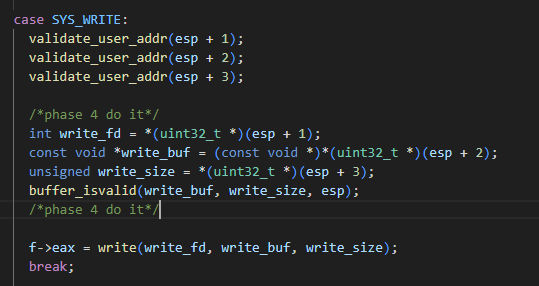 case SYS_WRITE:
validate_user_addr(esp + 1);
validate_user_addr(esp + 2);
validate_user_addr(esp + 3);
/*phase 4 do it*/
int write_fd = *(uint32_t *)(esp + 1);
const void *write_buf = (const void *)*(uint32_t *)(esp + 2);
unsigned write_size = *(uint32_t *)(esp + 3);
buffer_isvalid(write_buf, write_size, esp);
/*phase 4 do it*/
f->eax = write(write_fd, write_buf, write_size);
break;